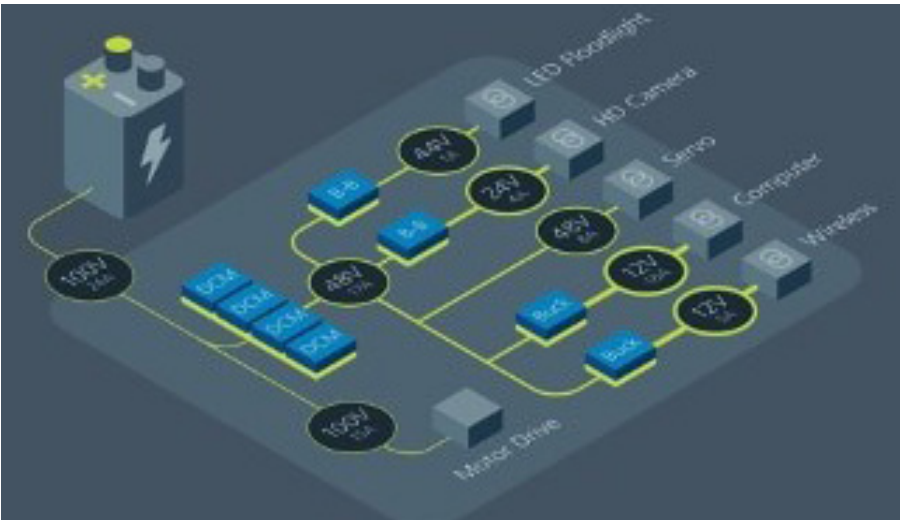 LED Floodlight
HD Camera
Servo
Computer
Wireless
44V
B-B
24V
B-B
48V
100V
DCM
DCM
DCM
DCM
48V
12V
Buck
12V
Buck
100V
Motor Drive